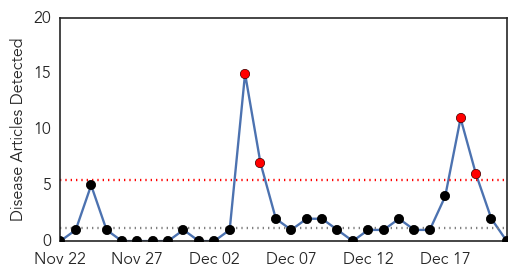 Disease Articles Detected
20
15
10
5
0
Nov 22
Nov 27
Dec 02
Dec 07
Dec 12
Dec 17